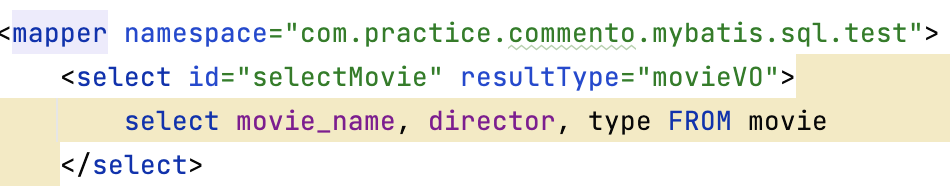 <mapper namespace="com.practice.commento.mybatis.sql.test">
<select id="selectMovie" resultType="movieVO">
select movie_name, director, type FROM movie
</select>